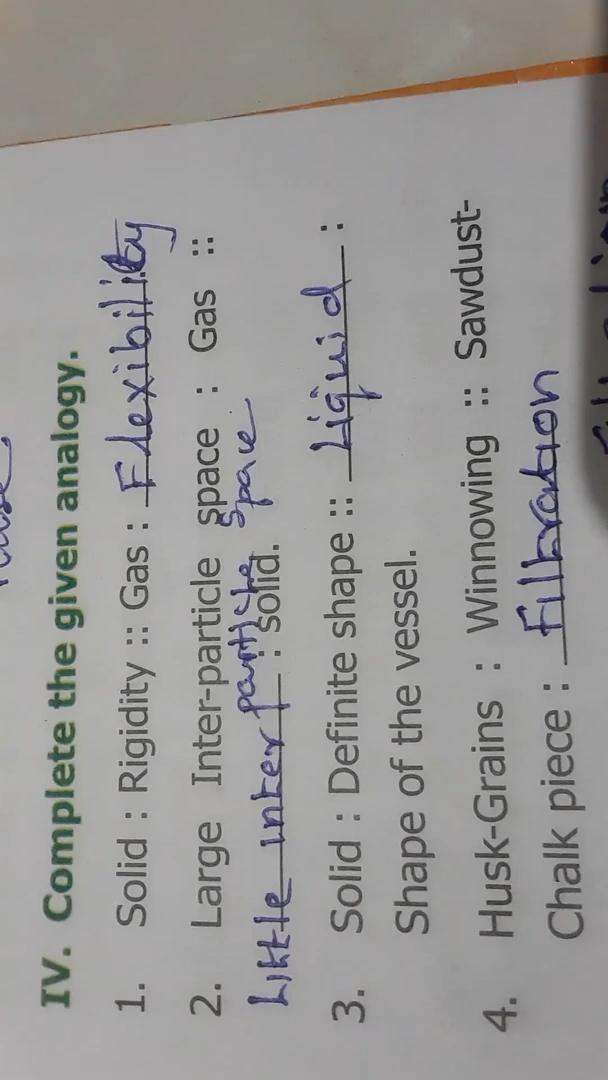 IV. Complete the given analogy.
1. Solid : Rigidity :: Gas : Flexibility
2. Large Inter-particle space : Gas ::
Little inter particle space : solid.
3. Solid : Definite shape :: Liquid :
Shape of the vessel.
4. Husk-Grains : Winnowing :: Sawdust-
Chalk piece : Filtration